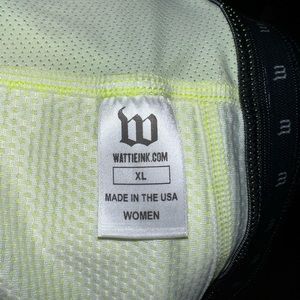 W
WATTIEINK.COM
XL
MADE IN THE USA
WOMEN